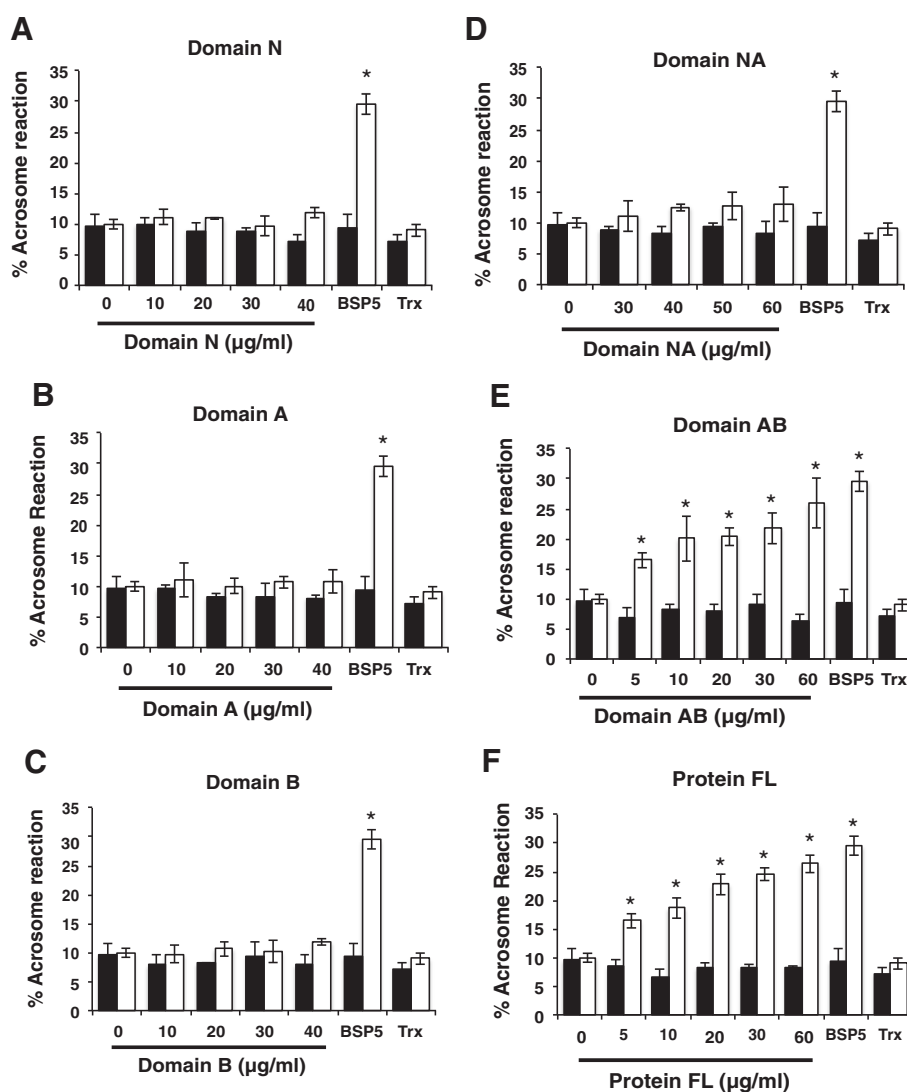 A
Domain N
% Acrosome reaction
35
30
25
20
15
10
5
0
*
0 10 20 30 40 BSP5 Trx
Domain N (µg/ml)
B
Domain A
% Acrosome Reaction
35
30
25
20
15
10
5
0
*
0 10 20 30 40 BSP5 Trx
Domain A (µg/ml)
C
Domain B
% Acrosome reaction
35
30
25
20
15
10
5
0
*
0 10 20 30 40 BSP5 Trx
Domain B (µg/ml)
D
Domain NA
% Acrosome reaction
35
30
25
20
15
10
5
0
*
0 30 40 50 60 BSP5 Trx
Domain NA (µg/ml)
E
Domain AB
% Acrosome reaction
35
30
25
20
15
10
5
0
* * * * * *
0 5 10 20 30 60 BSP5 Trx
Domain AB (µg/ml)
F
Protein FL
% Acrosome Reaction
35
30
25
20
15
10
5
0
* * * * * *
0 5 10 20 30 60 BSP5 Trx
Protein FL (µg/ml)